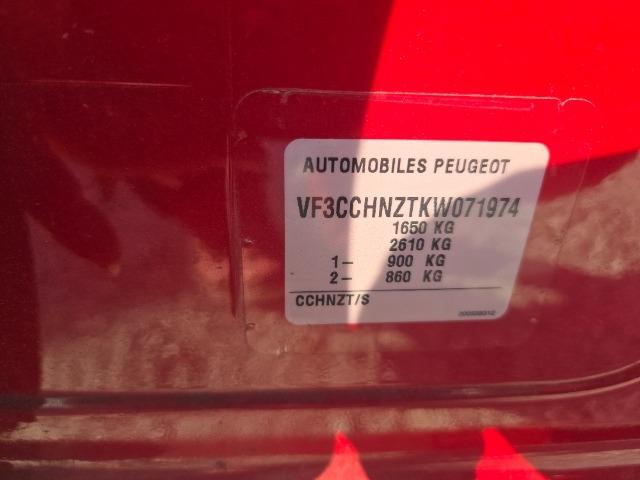 AUTOMOBILES PEUGEOT
VF3CCHNZTKW071974
1650 KG
2610 KG
1- 900 KG
2- 860 KG
CCHNZT/S